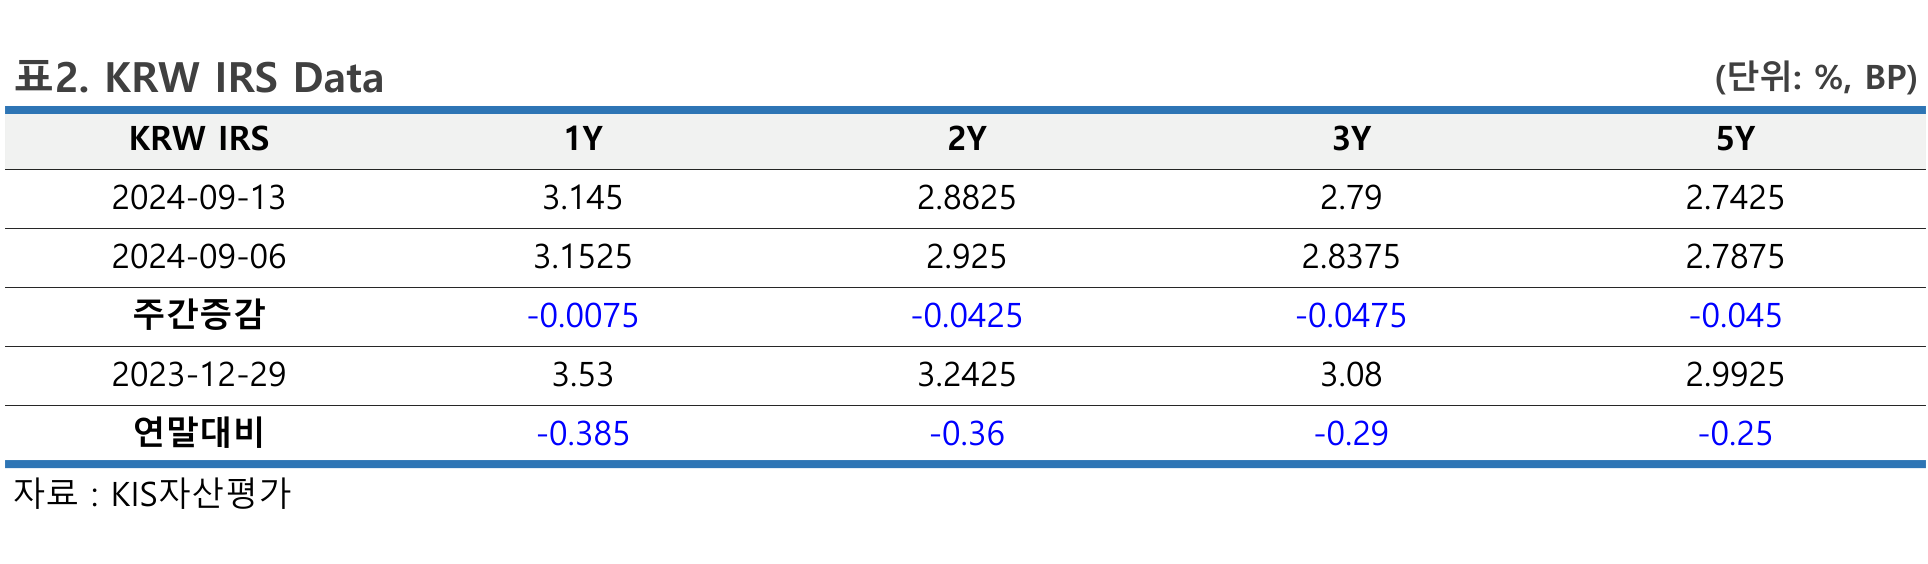 표2. KRW IRS Data (단위: %, BP)
KRW IRS 1Y 2Y 3Y 5Y
2024-09-13 3.145 2.8825 2.79 2.7425
2024-09-06 3.1525 2.925 2.8375 2.7875
주간증감 -0.0075 -0.0425 -0.0475 -0.045
2023-12-29 3.53 3.2425 3.08 2.9925
연말대비 -0.385 -0.36 -0.29 -0.25
자료 : KIS자산평가